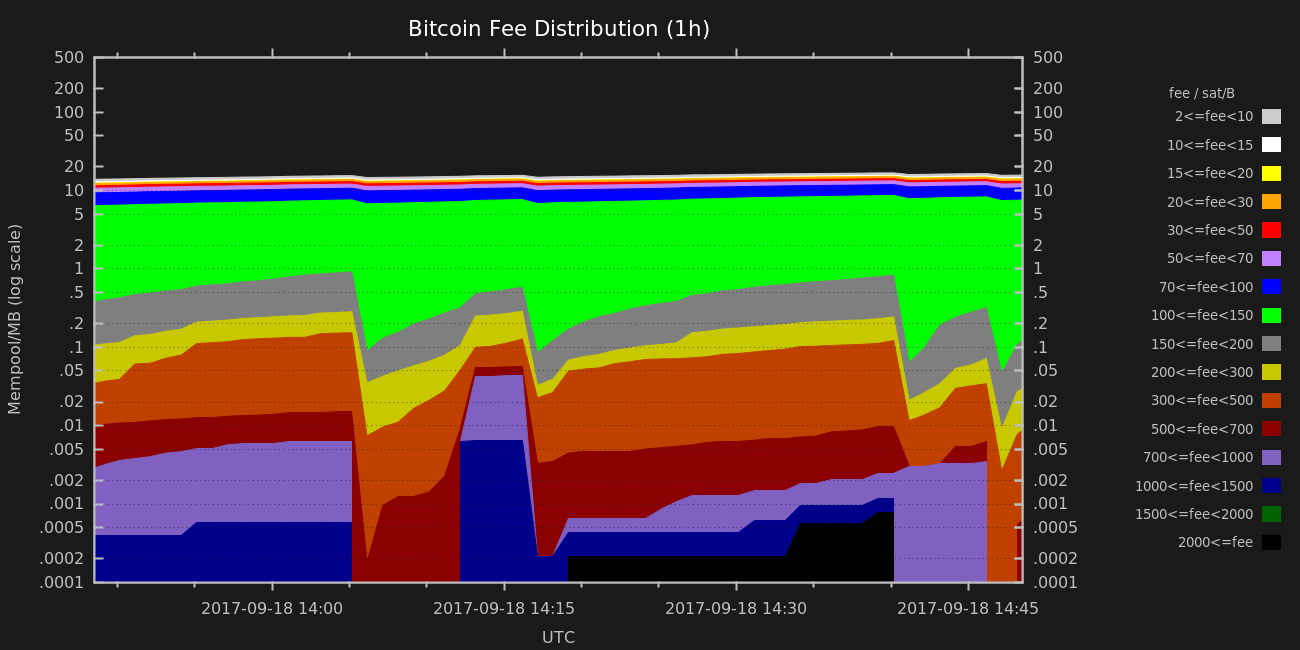 Bitcoin Fee Distribution (1h)
500
200
100
50
20
10
5
2
1
.5
.2
.1
.05
.02
.01
.005
.002
.001
.0005
.0002
.0001
Mempool/MB (log scale)
500
200
100
50
20
10
5
2
1
.5
.2
.1
.05
.02
.01
.005
.002
.001
.0005
.0002
.0001
2017-09-18 14:00
2017-09-18 14:15
2017-09-18 14:30
2017-09-18 14:45
UTC
fee / sat/B
2<=fee<10
10<=fee<15
15<=fee<20
20<=fee<30
30<=fee<50
50<=fee<70
70<=fee<100
100<=fee<150
150<=fee<200
200<=fee<300
300<=fee<500
500<=fee<700
700<=fee<1000
1000<=fee<1500
1500<=fee<2000
2000<=fee